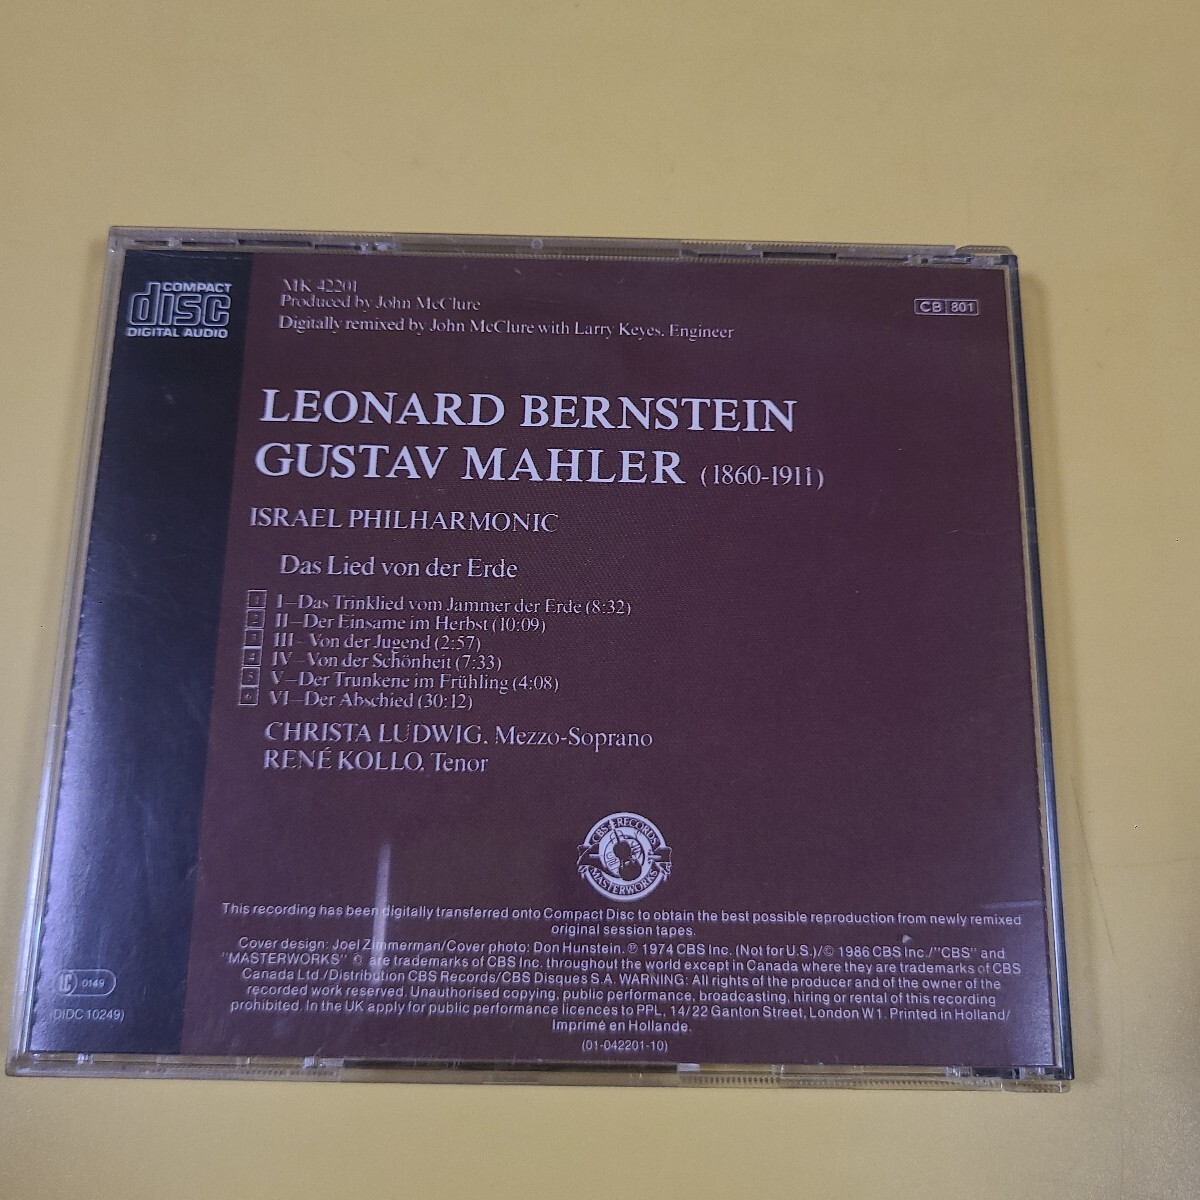 COMPACT
disc
DIGITAL AUDIO
MK 42201
Produced by John McClure
Digitally remixed by John McClure with Larry Keyes, Engineer
CB 801
LEONARD BERNSTEIN
GUSTAV MAHLER (1860-1911)
ISRAEL PHILHARMONIC
Das Lied von der Erde
1 I—Das Trinklied vom Jammer der Erde (8:32)
2 II—Der Einsame im Herbst (10:09)
3 III—Von der Jugend (2:57)
4 IV—Von der Schönheit (7:33)
5 V—Der Trunkene im Frühling (4:08)
6 VI—Der Abschied (30:12)
CHRISTA LUDWIG, Mezzo-Soprano
RENÉ KOLLO, Tenor
CBS RECORDS
MASTERWORKS
This recording has been digitally transferred onto Compact Disc to obtain the best possible reproduction from newly remixed
original session tapes.
Cover design: Joel Zimmerman/Cover photo: Don Hunstein. ℗ 1974 CBS Inc. (Not for U.S.)/© 1986 CBS Inc./"CBS" and
"MASTERWORKS" are trademarks of CBS Inc. throughout the world except in Canada where they are trademarks of CBS
Canada Ltd./Distribution CBS Records/CBS Disques S.A. WARNING: All rights of the producer and of the owner of the
recorded work reserved. Unauthorised copying, public performance, broadcasting, hiring or rental of this recording
prohibited. In the UK apply for public performance licences to PPL, 14/22 Ganton Street, London W1. Printed in Holland/
Imprimé en Hollande.
(01-042201-10)
LC 0149
(DIDC 10249)